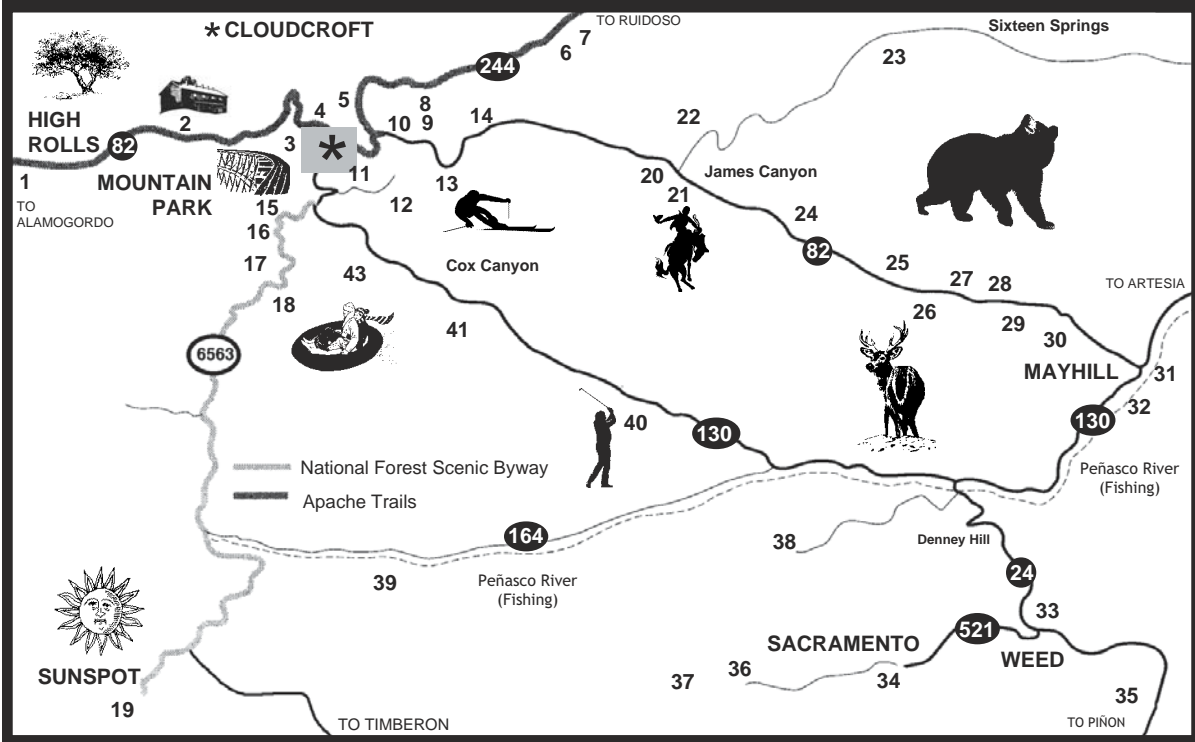 TO RUIDOSO
* CLOUDCROFT
Sixteen Springs
7
6
23
244
5
8
4
9
10
14
22
HIGH
ROLLS
2
82
3
*
1
MOUNTAIN
PARK
TO
ALAMOGORDO
11
12
13
20
21
James Canyon
24
82
15
16
17
18
43
Cox Canyon
41
25
27
28
26
29
30
TO ARTESIA
MAYHILL
31
32
130
6563
40
130
Peñasco River
(Fishing)
National Forest Scenic Byway
Apache Trails
164
38
Denney Hill
39
Peñasco River
(Fishing)
24
33
521
SACRAMENTO
WEED
SUNSPOT
19
37
36
34
35
TO TIMBERON
TO PIÑON